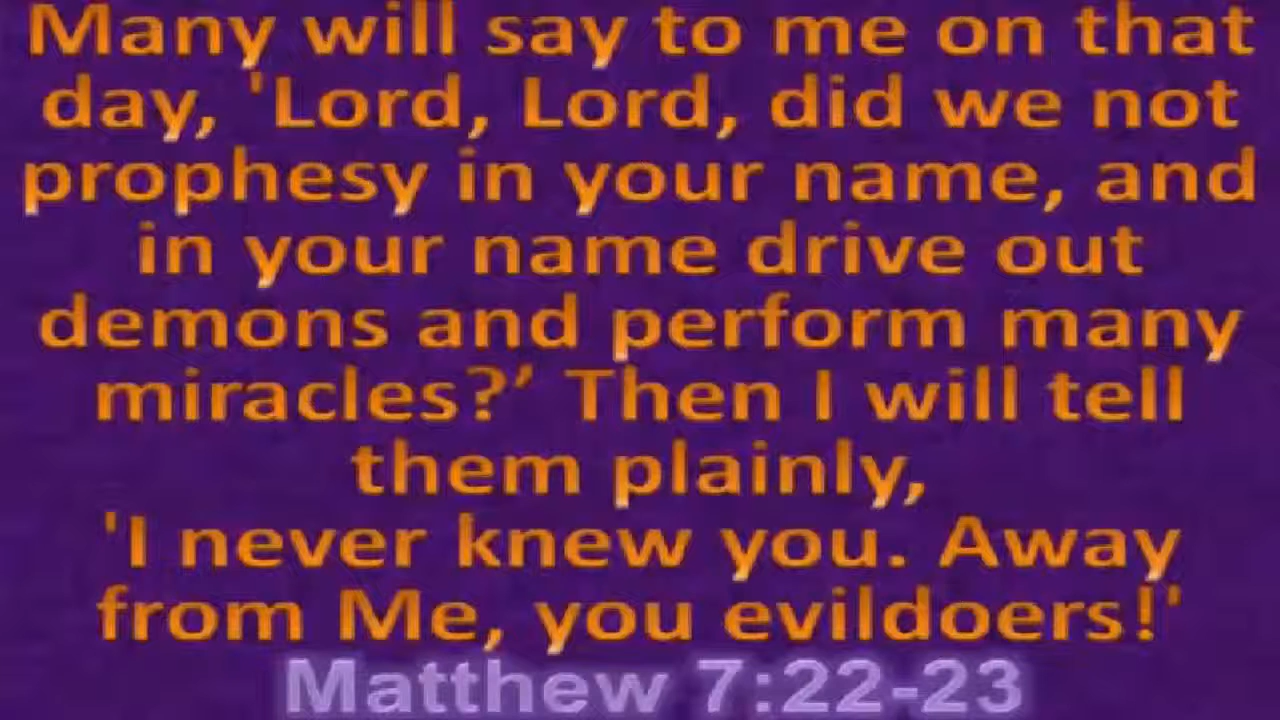 Many will say to me on that
day, 'Lord, Lord, did we not
prophesy in your name, and
in your name drive out
demons and perform many
miracles?’ Then I will tell
them plainly,
'I never knew you. Away
from Me, you evildoers!'
Matthew 7:22-23